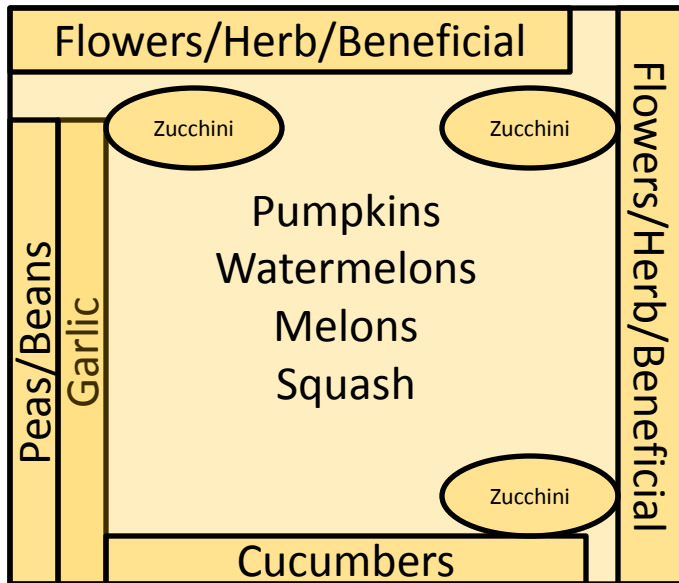 Flowers/Herb/Beneficial
Zucchini
Zucchini
Flowers/Herb/Beneficial
Peas/Beans
Garlic
Pumpkins
Watermelons
Melons
Squash
Zucchini
Cucumbers